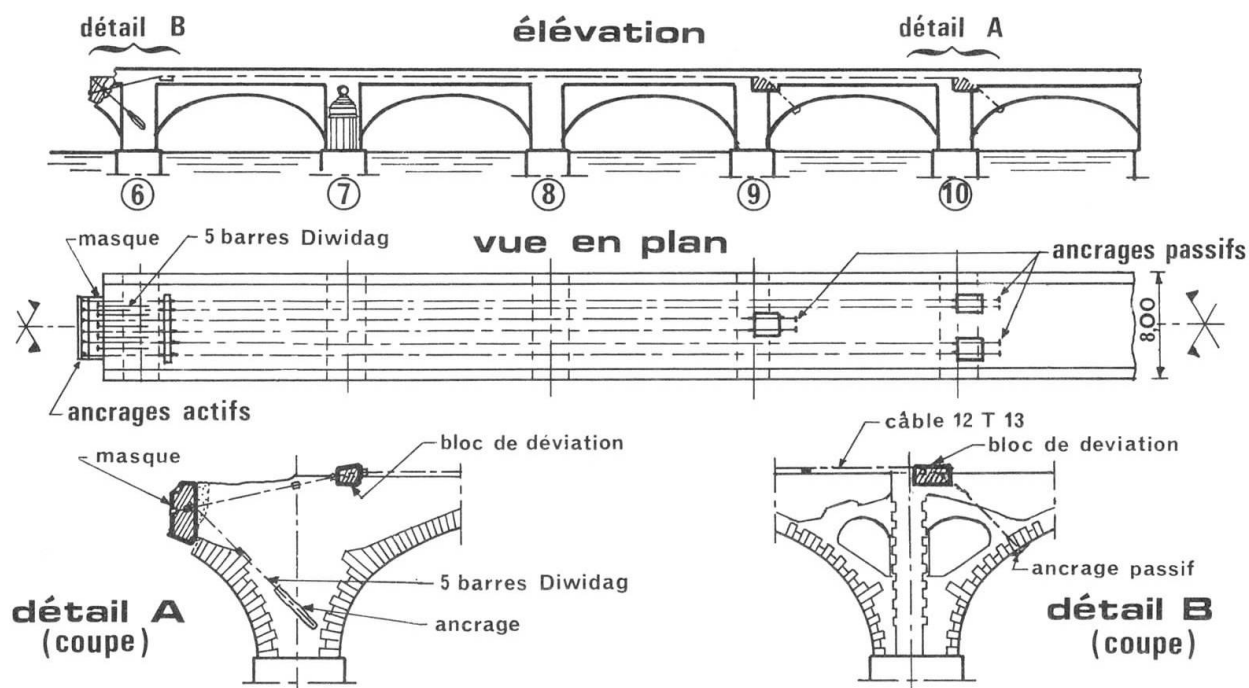 détail B
élévation
détail A
6
7
8
9
10
masque
5 barres Diwidag
vue en plan
ancrages passifs
8.00
ancrages actifs
masque
bloc de déviation
5 barres Diwidag
ancrage
détail A
(coupe)
câble 12 T 13
bloc de deviation
ancrage passif
détail B
(coupe)